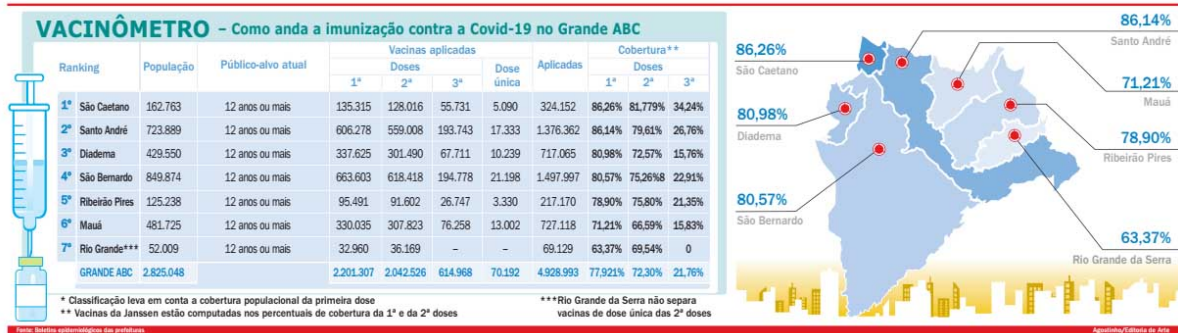 VACINÔMETRO – Como anda a imunização contra a Covid-19 no Grande ABC
Ranking População Público-alvo atual Vacinas aplicadas Aplicadas Cobertura**
Doses Dose única Doses
1ª 2ª 3ª 1ª 2ª 3ª
1º São Caetano 162.763 12 anos ou mais 135.315 128.016 55.731 5.090 324.152 86,26% 81,779% 34,24%
2º Santo André 723.889 12 anos ou mais 606.278 559.008 193.743 17.333 1.376.362 86,14% 79,61% 26,76%
3º Diadema 429.550 12 anos ou mais 337.625 301.490 67.711 10.239 717.065 80,98% 72,57% 15,76%
4º São Bernardo 849.874 12 anos ou mais 663.603 618.418 194.778 21.198 1.497.997 80,57% 75,26%8 22,91%
5º Ribeirão Pires 125.238 12 anos ou mais 95.491 91.602 26.747 3.330 217.170 78,90% 75,80% 21,35%
6º Mauá 481.725 12 anos ou mais 330.035 307.823 76.258 13.002 727.118 71,21% 66,59% 15,83%
7º Rio Grande*** 52.009 12 anos ou mais 32.960 36.169 – – 69.129 63,37% 69,54% 0
GRANDE ABC 2.825.048 2.201.307 2.042.526 614.968 70.192 4.928.993 77,921% 72,30% 21,76%
* Classificação leva em conta a cobertura populacional da primeira dose
** Vacinas da Janssen estão computadas nos percentuais de cobertura da 1ª e da 2ª doses
***Rio Grande da Serra não separa
vacinas de dose única das 2ª doses
86,26%
São Caetano
80,98%
Diadema
80,57%
São Bernardo
86,14%
Santo André
71,21%
Mauá
78,90%
Ribeirão Pires
63,37%
Rio Grande da Serra
Fonte: Boletins epidemiológicos das prefeituras
Agostinho/Editoria de Arte